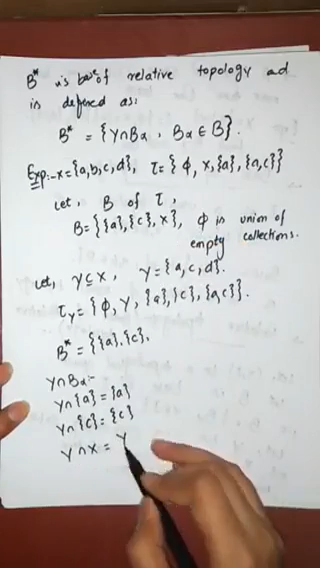 B* is base of relative topology and
is defined as:
B* = {Y∩Bα , Bα ∈ B}.
Exp:- X={a,b,c,d}, τ={ϕ, X,{a},{a,c}}
let, B of τ,
B={{a},{c},X}, ϕ is union of
empty collections.
Let, Y⊆X, Y={a,c,d}.
τY={ϕ, Y, {a},{c},{a,c}}.
B* = {{a},{c},
Y∩Bα:-
Y∩{a}={a}
Y∩{c}={c}
Y∩X = Y